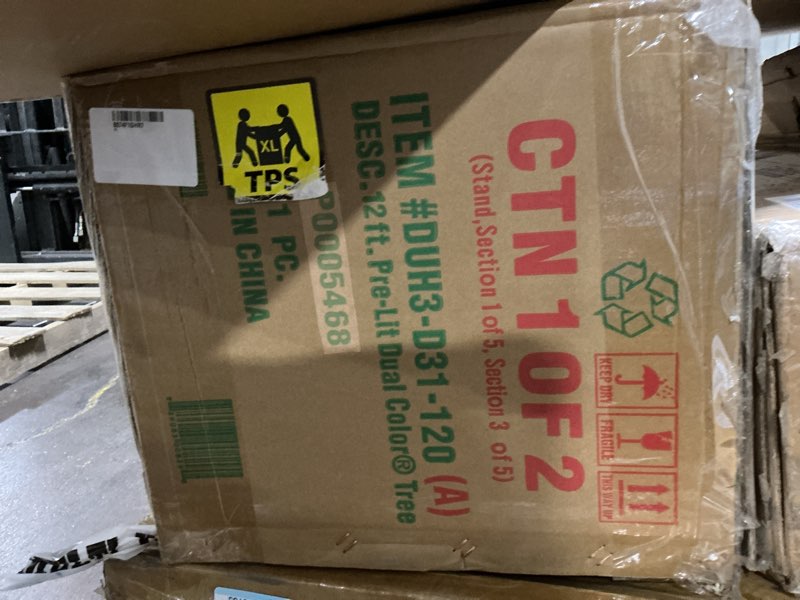 CTN 1 OF 2
(Stand,Section 1 of 5, Section 3 of 5)
ITEM #DUH3-D31-120 (A)
DESC. 12 ft. Pre-Lit Dual Color® Tree
P0005468
1 PC.
IN CHINA
XL
TPS
KEEP DRY
FRAGILE
THIS WAY UP